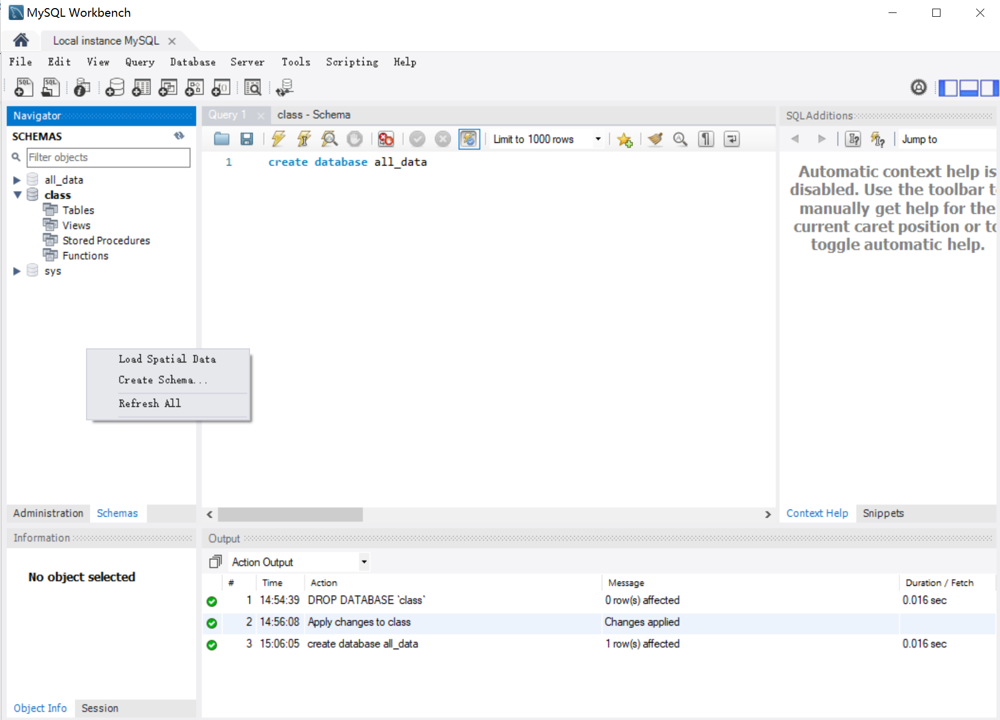 MySQL Workbench
Local instance MySQL
File Edit View Query Database Server Tools Scripting Help
Navigator
SCHEMAS
Filter objects
all_data
class
Tables
Views
Stored Procedures
Functions
sys
Load Spatial Data
Create Schema...
Refresh All
Administration Schemas
Query 1 class - Schema
Limit to 1000 rows
1 create database all_data
SQLAdditions
Jump to
Automatic context help is
disabled. Use the toolbar t
manually get help for the
current caret position or to
toggle automatic help.
Context Help Snippets
Information
No object selected
Object Info Session
Output
Action Output
# Time Action Message Duration / Fetch
1 14:54:39 DROP DATABASE `class` 0 row(s) affected 0.016 sec
2 14:56:08 Apply changes to class Changes applied
3 15:06:05 create database all_data 1 row(s) affected 0.016 sec